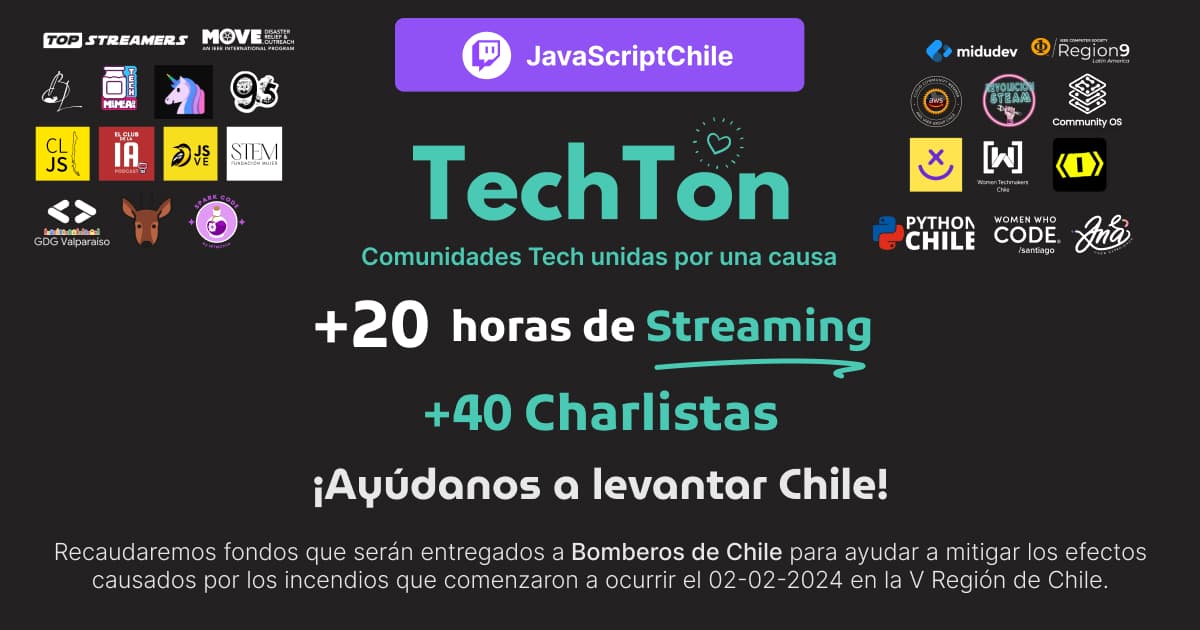 TOP STREAMERS
MOVE DISASTER
RELIEF &
OUTREACH
AN IEEE INTERNATIONAL PROGRAM
TECH
95
CL
JS
EL CLUB
DE LA
IA
PODCAST
JS
VE
STEM
FUNDACIÓN MUJER
GDG Valparaíso
SPARK CODE
JavaScriptChile
TechTon
Comunidades Tech unidas por una causa
+20 horas de Streaming
+40 Charlistas
¡Ayúdanos a levantar Chile!
midudev
IEEE COMPUTER SOCIETY
Region9
Latin America
aws
REVOLUCIÓN
STEAM
Community OS
[W]
Women Techmakers
Chile
PYTHON
CHILE
WOMEN WHO
CODE
/santiago
Recaudaremos fondos que serán entregados a Bomberos de Chile para ayudar a mitigar los efectos
causados por los incendios que comenzaron a ocurrir el 02-02-2024 en la V Región de Chile.